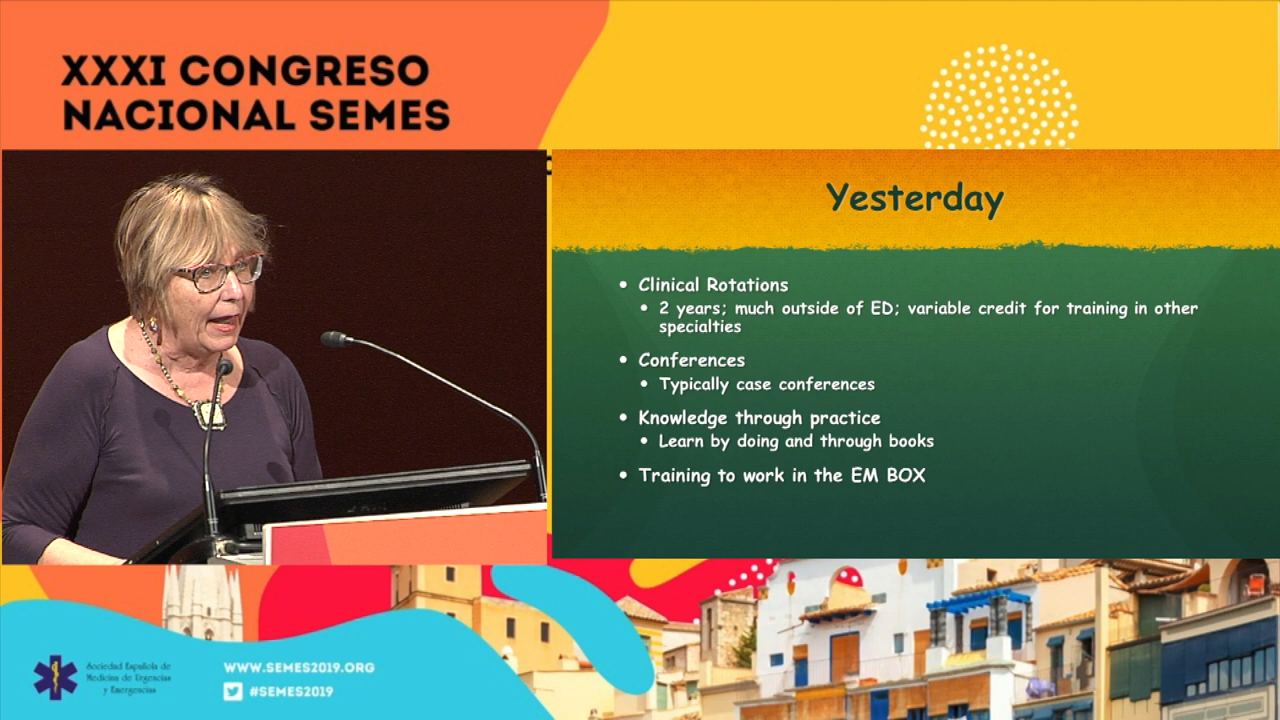 XXXI CONGRESO
NACIONAL SEMES
Yesterday
• Clinical Rotations
• 2 years; much outside of ED; variable credit for training in other
specialties
• Conferences
• Typically case conferences
• Knowledge through practice
• Learn by doing and through books
• Training to work in the EM BOX
Sociedad Española de
Medicina de Urgencias
y Emergencias
WWW.SEMES2019.ORG
#SEMES2019